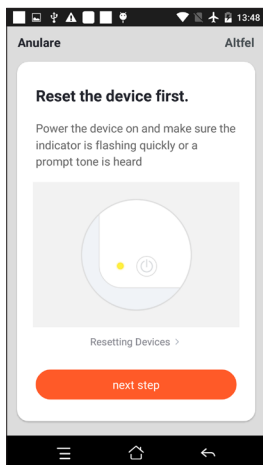 13:48
Anulare Altfel
Reset the device first.
Power the device on and make sure the
indicator is flashing quickly or a
prompt tone is heard
Resetting Devices >
next step